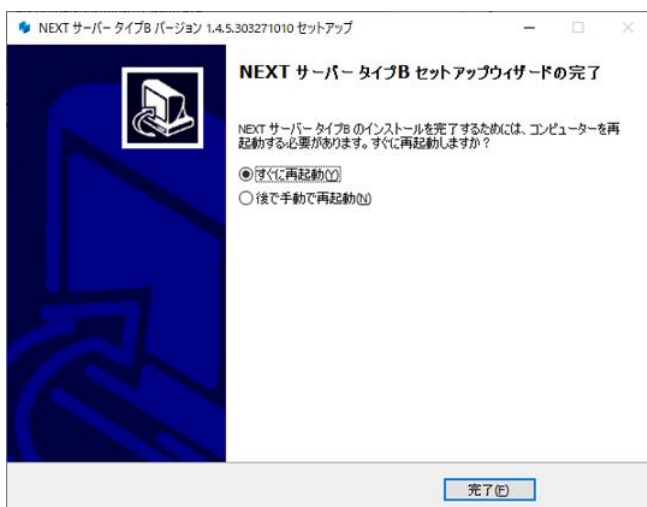 NEXT サーバー タイプB バージョン 1.4.5.303271010 セットアップ
NEXT サーバー タイプB セットアップウィザードの完了
NEXT サーバー タイプB のインストールを完了するためには、コンピューターを再
起動する必要があります。すぐに再起動しますか？
すぐに再起動(Y)
後で手動で再起動(N)
完了(F)